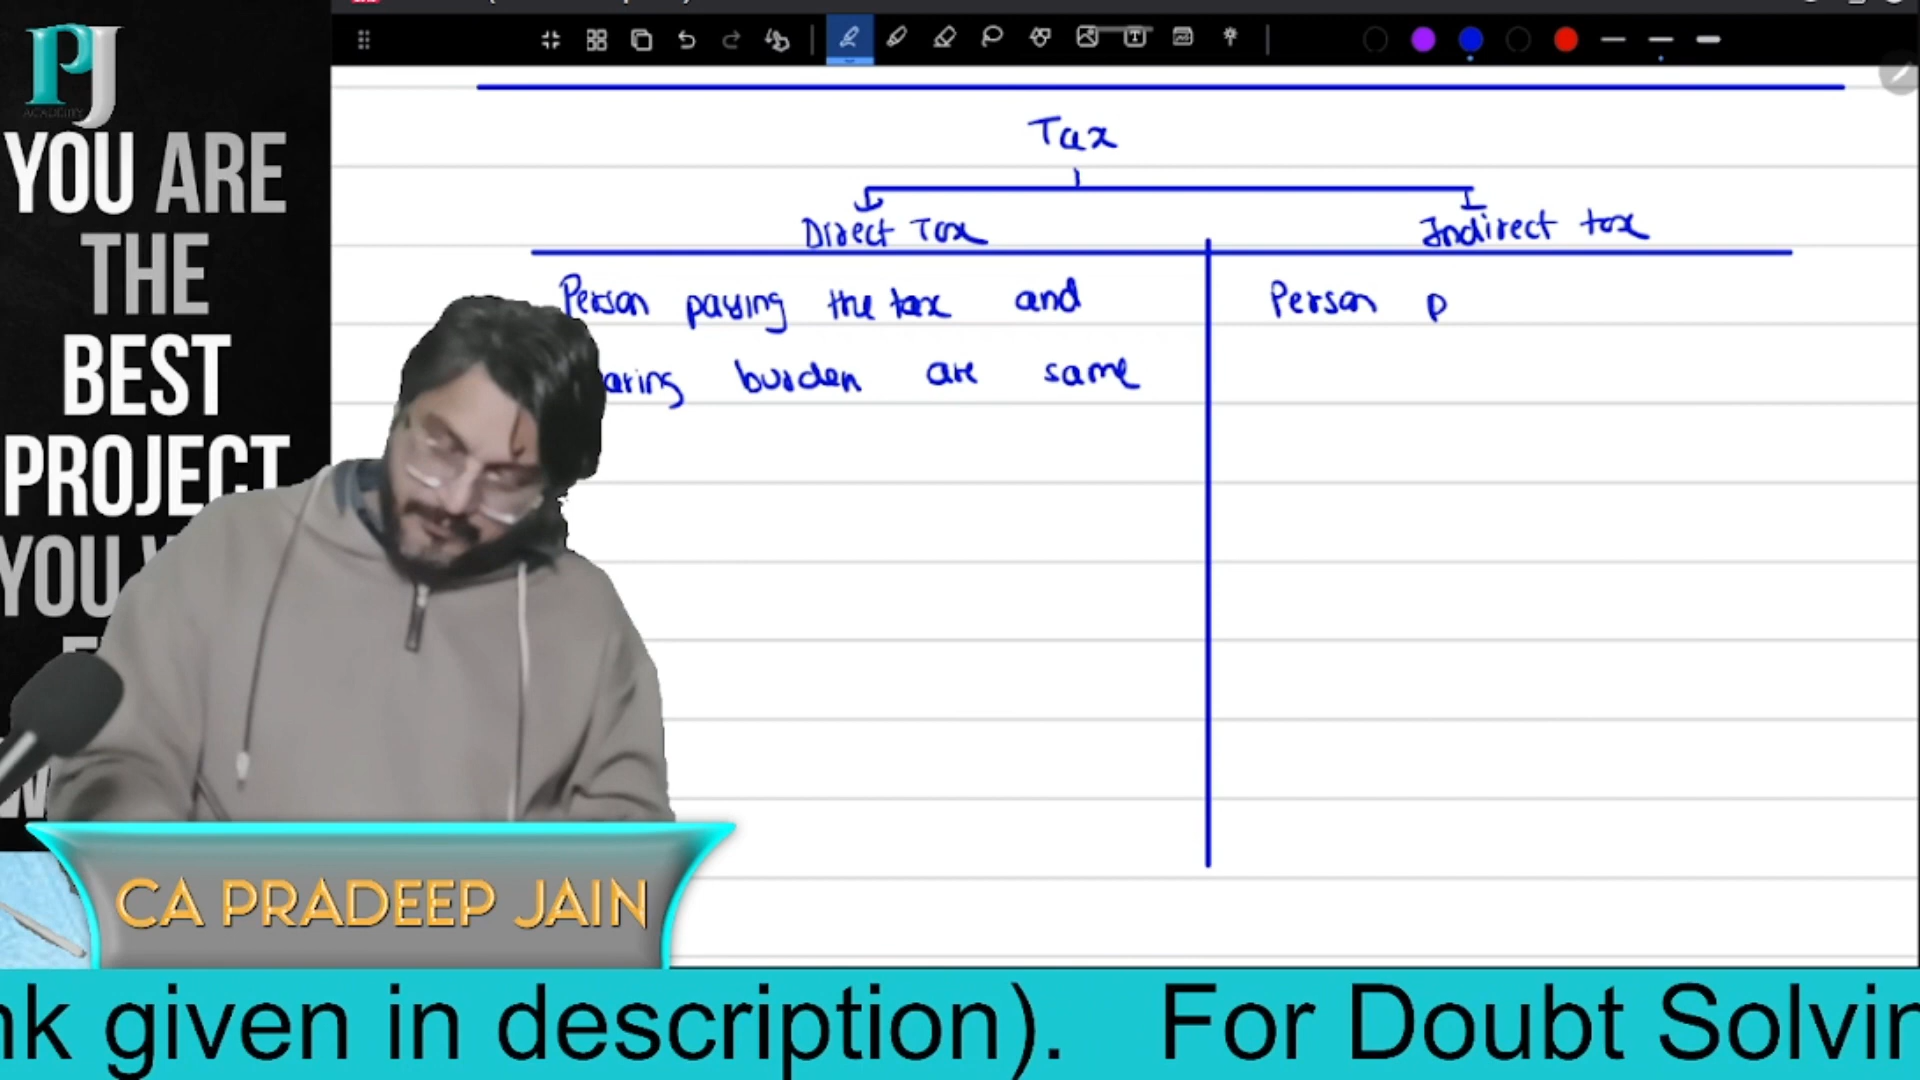 PJ
ACADEMY
YOU ARE
THE
BEST
PROJECT
YOU
Tax
Direct Tax
Indirect tax
Person paying the tax and
aring burden are same
Person p
CA PRADEEP JAIN
nk given in description). For Doubt Solvin